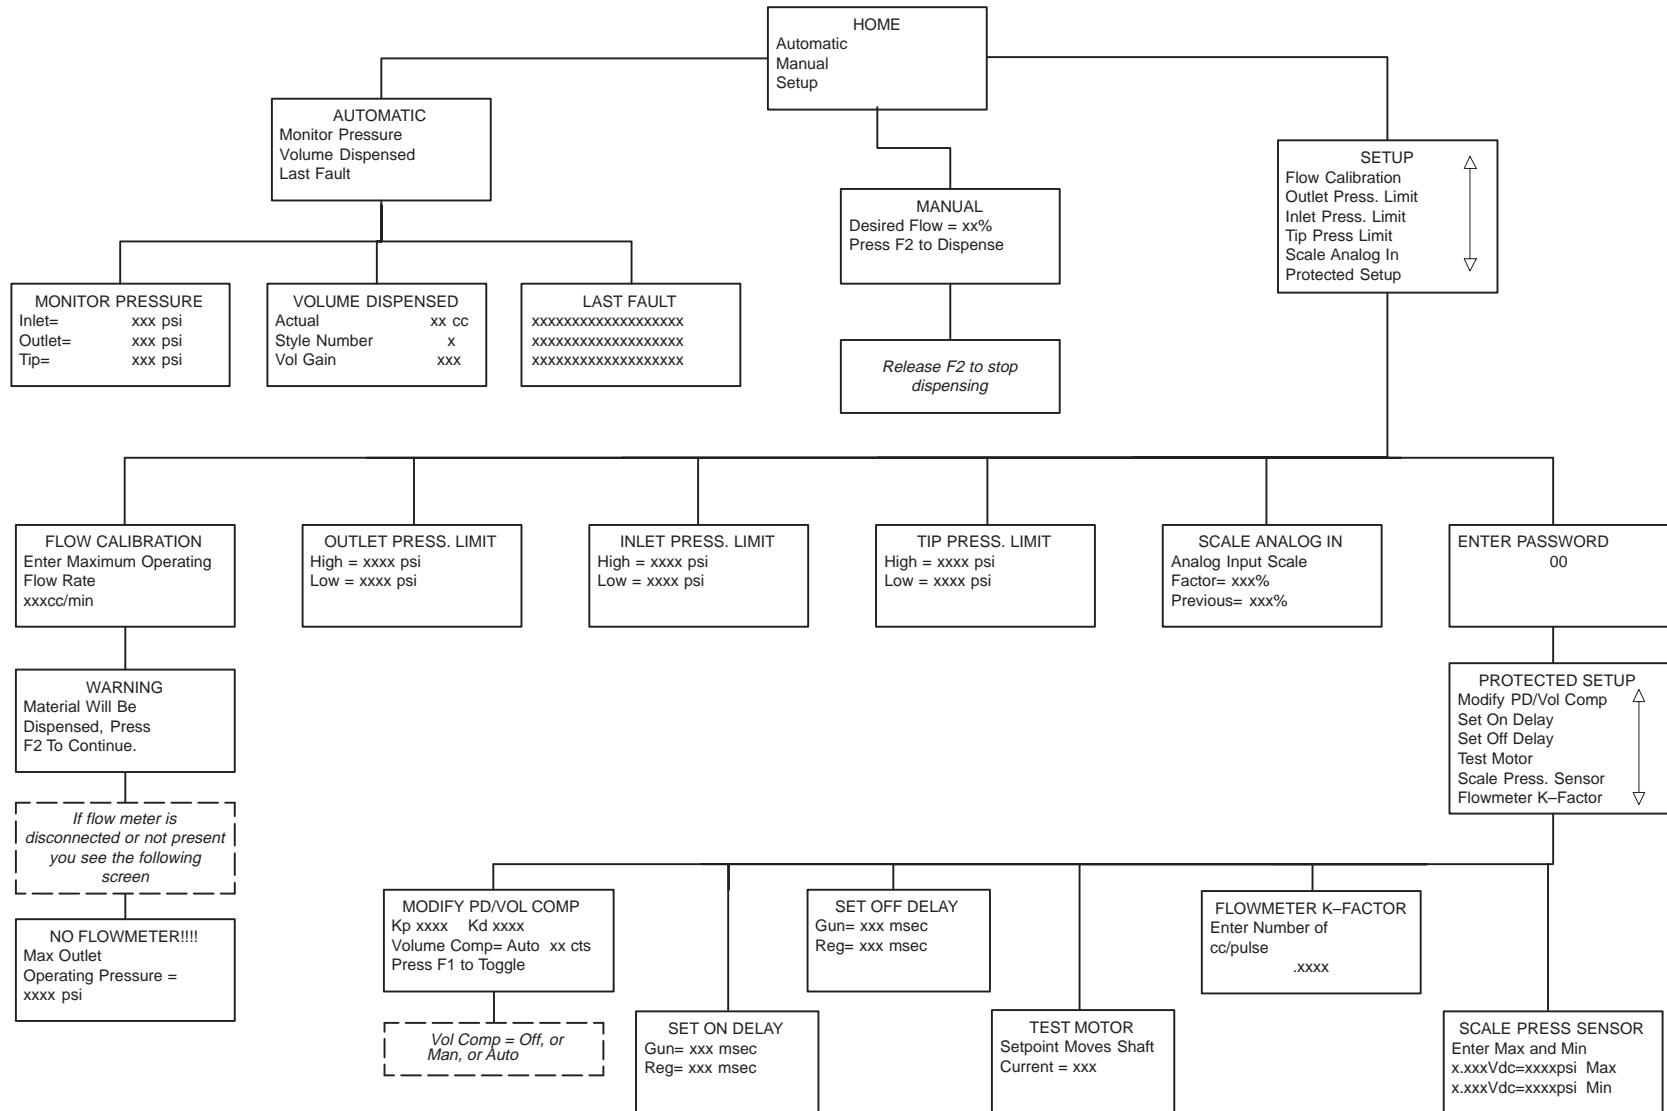 HOME
Automatic
Manual
Setup
AUTOMATIC
Monitor Pressure
Volume Dispensed
Last Fault
MANUAL
Desired Flow = xx%
Press F2 to Dispense
SETUP
Flow Calibration
Outlet Press. Limit
Inlet Press. Limit
Tip Press Limit
Scale Analog In
Protected Setup
MONITOR PRESSURE
Inlet= xxx psi
Outlet= xxx psi
Tip= xxx psi
VOLUME DISPENSED
Actual xx cc
Style Number x
Vol Gain xxx
LAST FAULT
xxxxxxxxxxxxxxxxxxx
xxxxxxxxxxxxxxxxxxx
xxxxxxxxxxxxxxxxxxx
Release F2 to stop
dispensing
FLOW CALIBRATION
Enter Maximum Operating
Flow Rate
xxxcc/min
OUTLET PRESS. LIMIT
High = xxxx psi
Low = xxxx psi
INLET PRESS. LIMIT
High = xxxx psi
Low = xxxx psi
TIP PRESS. LIMIT
High = xxxx psi
Low = xxxx psi
SCALE ANALOG IN
Analog Input Scale
Factor= xxx%
Previous= xxx%
ENTER PASSWORD
00
WARNING
Material Will Be
Dispensed, Press
F2 To Continue.
PROTECTED SETUP
Modify PD/Vol Comp
Set On Delay
Set Off Delay
Test Motor
Scale Press. Sensor
Flowmeter K–Factor
If flow meter is
disconnected or not present
you see the following
screen
NO FLOWMETER!!!!
Max Outlet
Operating Pressure =
xxxx psi
MODIFY PD/VOL COMP
Kp xxxx Kd xxxx
Volume Comp= Auto xx cts
Press F1 to Toggle
Vol Comp = Off, or
Man, or Auto
SET ON DELAY
Gun= xxx msec
Reg= xxx msec
SET OFF DELAY
Gun= xxx msec
Reg= xxx msec
TEST MOTOR
Setpoint Moves Shaft
Current = xxx
FLOWMETER K–FACTOR
Enter Number of
cc/pulse
.xxxx
SCALE PRESS SENSOR
Enter Max and Min
x.xxxVdc=xxxxpsi Max
x.xxxVdc=xxxxpsi Min